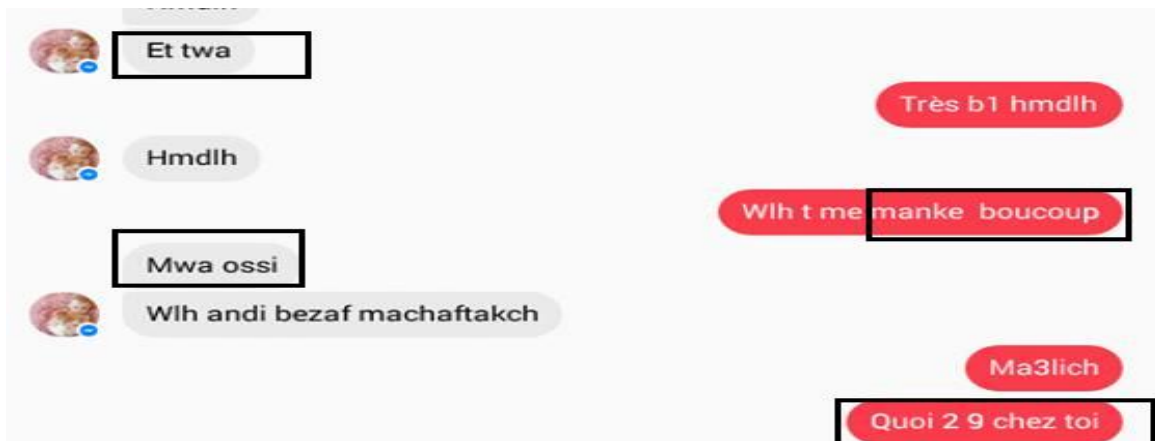 Et twa
Très b1 hmdlh
Hmdlh
Wlh t me manke boucoup
Mwa ossi
Wlh andi bezaf machaftakch
Ma3lich
Quoi 2 9 chez toi